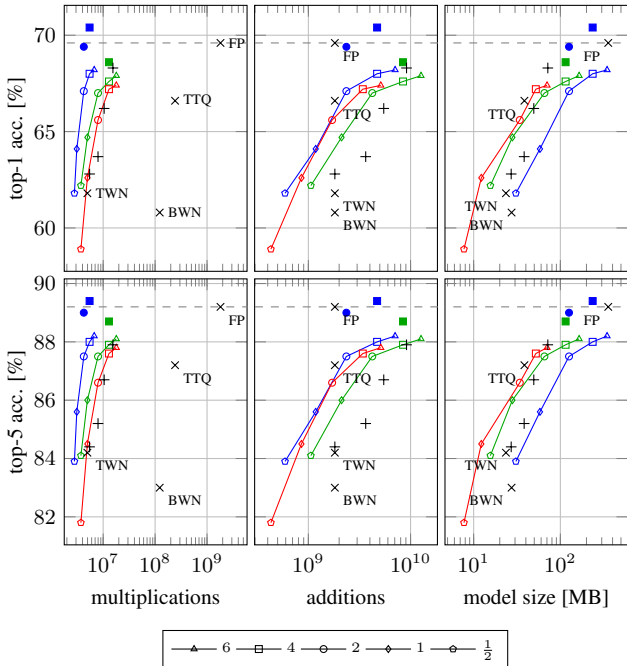 top-1 acc. [%]
70
65
60
FP
TTQ
TWN
BWN
FP
TTQ
TWN
BWN
FP
TTQ
TWN
BWN
top-5 acc. [%]
90
88
86
84
82
FP
TTQ
TWN
BWN
FP
TTQ
TWN
BWN
FP
TTQ
TWN
BWN
10^7 10^8 10^9
10^9 10^10
10^1 10^2
multiplications additions model size [MB]
6 4 2 1 1/2